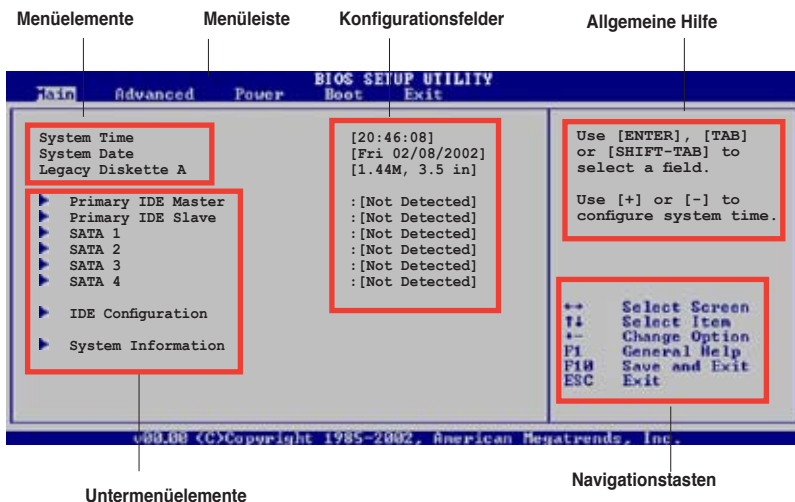 Menüelemente Menüleiste Konfigurationsfelder Allgemeine Hilfe
BIOS SETUP UTILITY
Main Advanced Power Boot Exit
System Time [20:46:08]
System Date [Fri 02/08/2002]
Legacy Diskette A [1.44M, 3.5 in]
Primary IDE Master :[Not Detected]
Primary IDE Slave :[Not Detected]
SATA 1 :[Not Detected]
SATA 2 :[Not Detected]
SATA 3 :[Not Detected]
SATA 4 :[Not Detected]
IDE Configuration
System Information
Use [ENTER], [TAB]
or [SHIFT-TAB] to
select a field.
Use [+] or [-] to
configure system time.
↔ Select Screen
↑↓ Select Item
+- Change Option
F1 General Help
F10 Save and Exit
ESC Exit
v00.00 (C)Copyright 1985-2002, American Megatrends, Inc.
Untermenüelemente
Navigationstasten